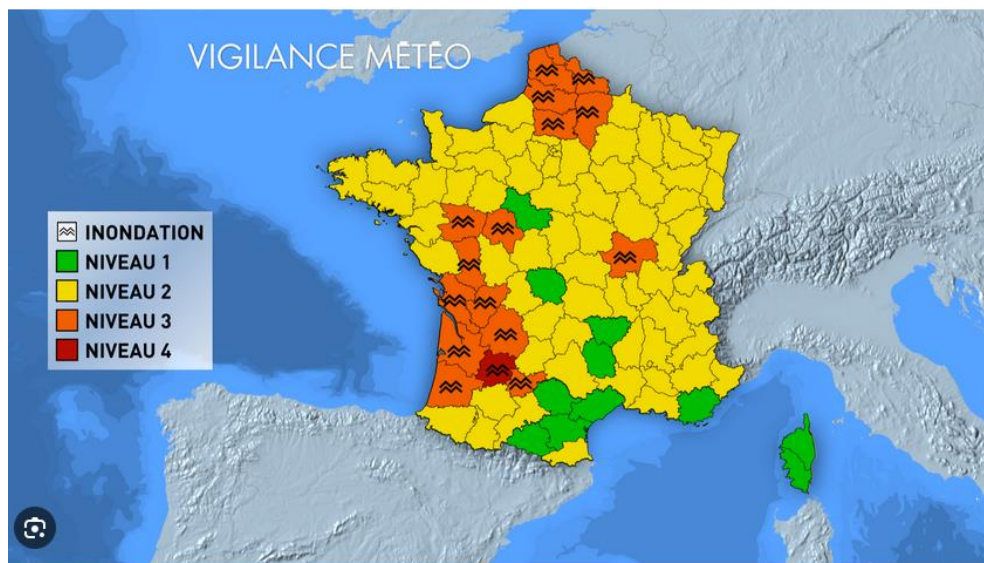 VIGILANCE MÉTÉO
INONDATION
NIVEAU 1
NIVEAU 2
NIVEAU 3
NIVEAU 4